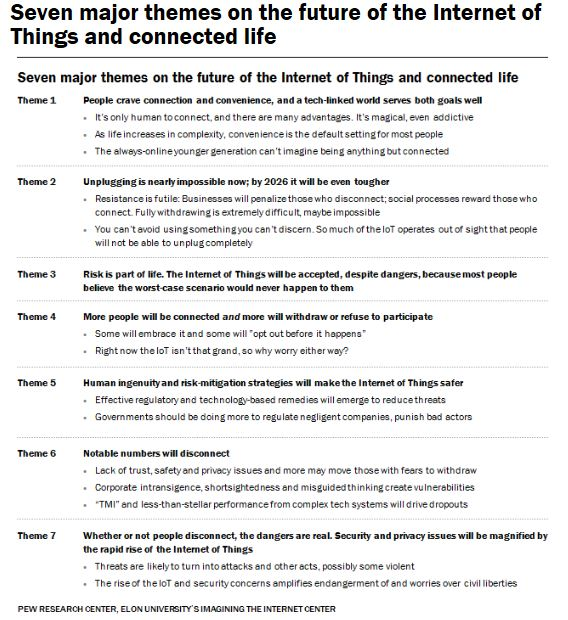 Seven major themes on the future of the Internet of
Things and connected life
Seven major themes on the future of the Internet of Things and connected life
Theme 1 People crave connection and convenience, and a tech-linked world serves both goals well
• It's only human to connect, and there are many advantages. It's magical, even addictive
• As life increases in complexity, convenience is the default setting for most people
• The always-online younger generation can't imagine being anything but connected
Theme 2 Unplugging is nearly impossible now; by 2026 it will be even tougher
• Resistance is futile: Businesses will penalize those who disconnect; social processes reward those who
connect. Fully withdrawing is extremely difficult, maybe impossible
• You can't avoid using something you can't discern. So much of the IoT operates out of sight that people
will not be able to unplug completely
Theme 3 Risk is part of life. The Internet of Things will be accepted, despite dangers, because most people
believe the worst-case scenario would never happen to them
Theme 4 More people will be connected and more will withdraw or refuse to participate
• Some will embrace it and some will "opt out before it happens"
• Right now the IoT isn't that grand, so why worry either way?
Theme 5 Human ingenuity and risk-mitigation strategies will make the Internet of Things safer
• Effective regulatory and technology-based remedies will emerge to reduce threats
• Governments should be doing more to regulate negligent companies, punish bad actors
Theme 6 Notable numbers will disconnect
• Lack of trust, safety and privacy issues and more may move those with fears to withdraw
• Corporate intransigence, shortsightedness and misguided thinking create vulnerabilities
• "TMI" and less-than-stellar performance from complex tech systems will drive dropouts
Theme 7 Whether or not people disconnect, the dangers are real. Security and privacy issues will be magnified by
the rapid rise of the Internet of Things
• Threats are likely to turn into attacks and other acts, possibly some violent
• The rise of the IoT and security concerns amplifies endangerment of and worries over civil liberties
PEW RESEARCH CENTER, ELON UNIVERSITY'S IMAGINING THE INTERNET CENTER